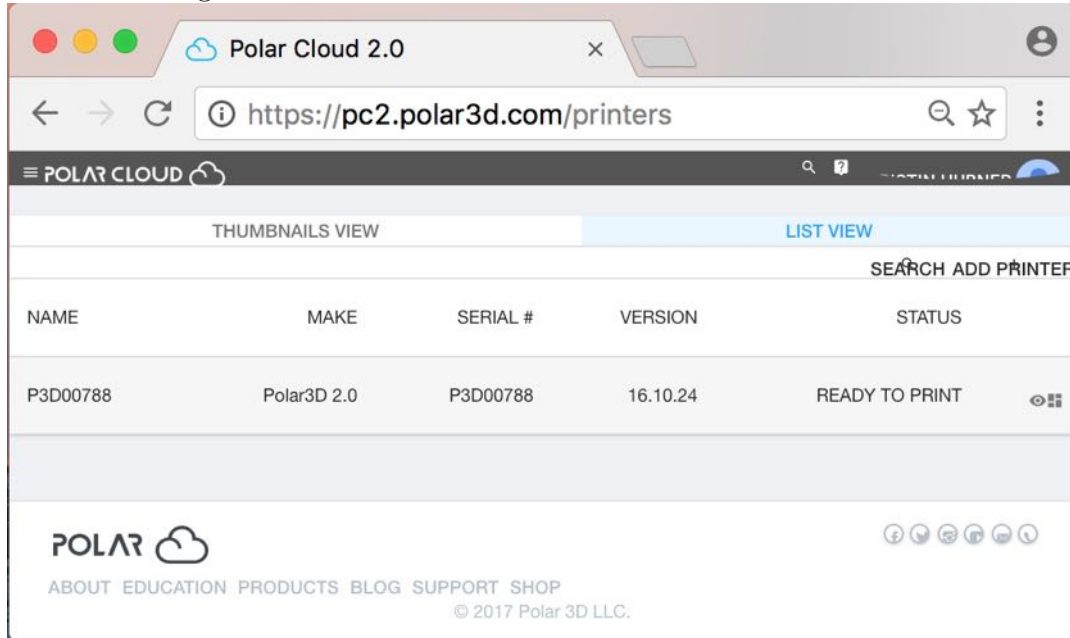 Polar Cloud 2.0
https://pc2.polar3d.com/printers
POLAR CLOUD
THUMBNAILS VIEW LIST VIEW
SEARCH ADD PRINTER
NAME MAKE SERIAL # VERSION STATUS
P3D00788 Polar3D 2.0 P3D00788 16.10.24 READY TO PRINT
POLAR
ABOUT EDUCATION PRODUCTS BLOG SUPPORT SHOP
© 2017 Polar 3D LLC.